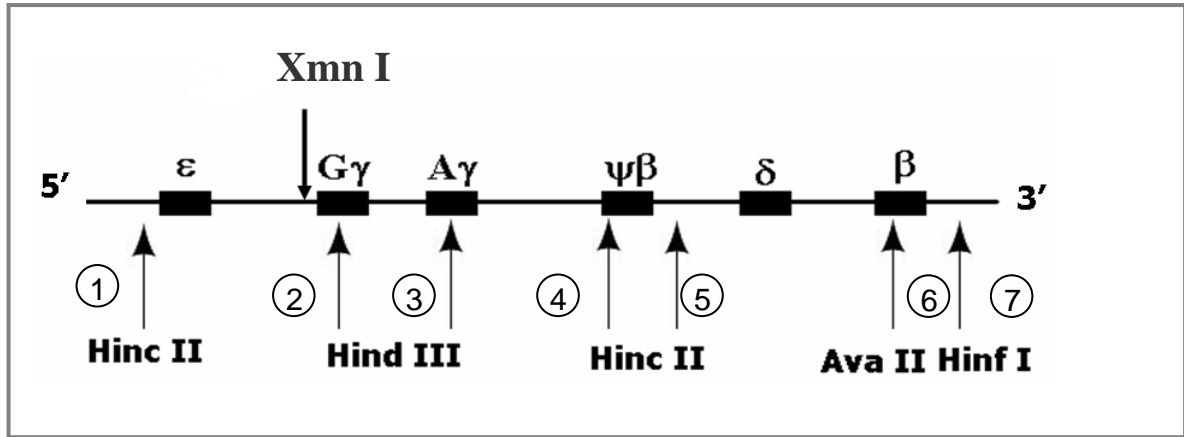 Xmn I
ε Gγ Aγ ψβ δ β
5′ 3′
1 2 3 4 5 6 7
Hinc II Hind III Hinc II Ava II Hinf I